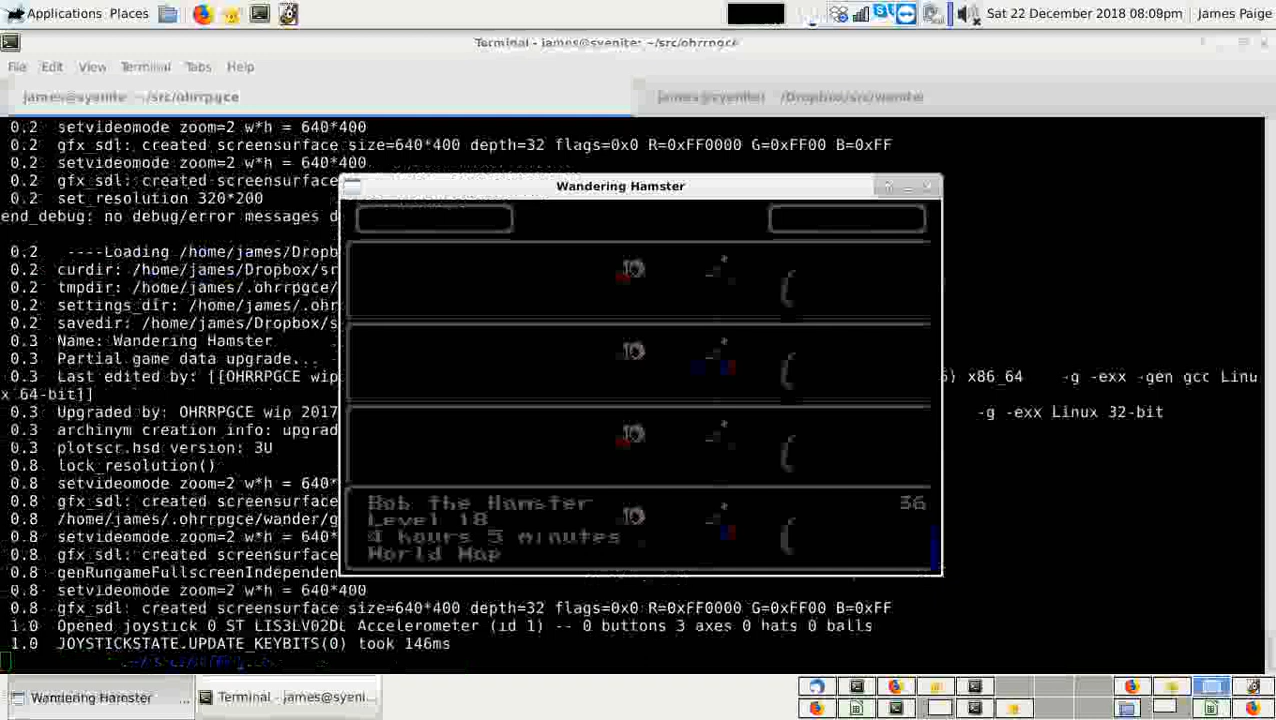 Applications Places Sat 22 December 2018 08:08pm James Paige
Terminal - james@syenite: ~/src/ohrrpgce
File Edit View Terminal Tabs Help
james@syenite: ~/src/ohrrpgce
0.2 setvideomode zoom=2 w*h = 640*400
0.2 gfx_sdl: created screensurface size=640*400 depth=32 flags=0x0 R=0xFF0000 G=0xFF00 B=0xFF
0.2 setvideomode zoom=2 w*h = 640*400
0.2 gfx_sdl: created screensurface
0.2 set_resolution 320*200
end_debug: no debug/error messages
Wandering Hamster
0.2 ----Loading /home/james/Dropb
0.2 curdir: /home/james/Dropbox/sr
0.2 tmpdir: /home/james/.ohrrpgce/
0.2 settings_dir: /home/james/.ohr
0.2 savedir: /home/james/Dropbox/s
0.3 Name: Wandering Hamster
0.3 Partial game data upgrade...
0.3 Last edited by: [[OHRRPGCE wip ) x86_64 -g -exx -gen gcc Linu
x 64-bit]]
0.3 Upgraded by: OHRRPGCE wip 2017 -g -exx Linux 32-bit
0.3 archinym creation info: upgrad
0.3 plotscr.hsd version: 3U
0.8 lock_resolution()
0.8 setvideomode zoom=2 w*h = 640*
0.8 gfx_sdl: created screensurface
0.8 /home/james/.ohrrpgce/wander/g
0.8 setvideomode zoom=2 w*h = 640*
0.8 gfx_sdl: created screensurface
0.8 genRungameFullscreenIndependen
Bob the Hamster 36
Level 18
4 hours 5 minutes
World Map
0.8 setvideomode zoom=2 w*h = 640*400
0.8 gfx_sdl: created screensurface size=640*400 depth=32 flags=0x0 R=0xFF0000 G=0xFF00 B=0xFF
1.0 Opened joystick 0 ST LIS3LV02DL Accelerometer (id 1) -- 0 buttons 3 axes 0 hats 0 balls
1.0 JOYSTICKSTATE.UPDATE_KEYBITS(0) took 146ms
Wandering Hamster ... Terminal - james@syeni...